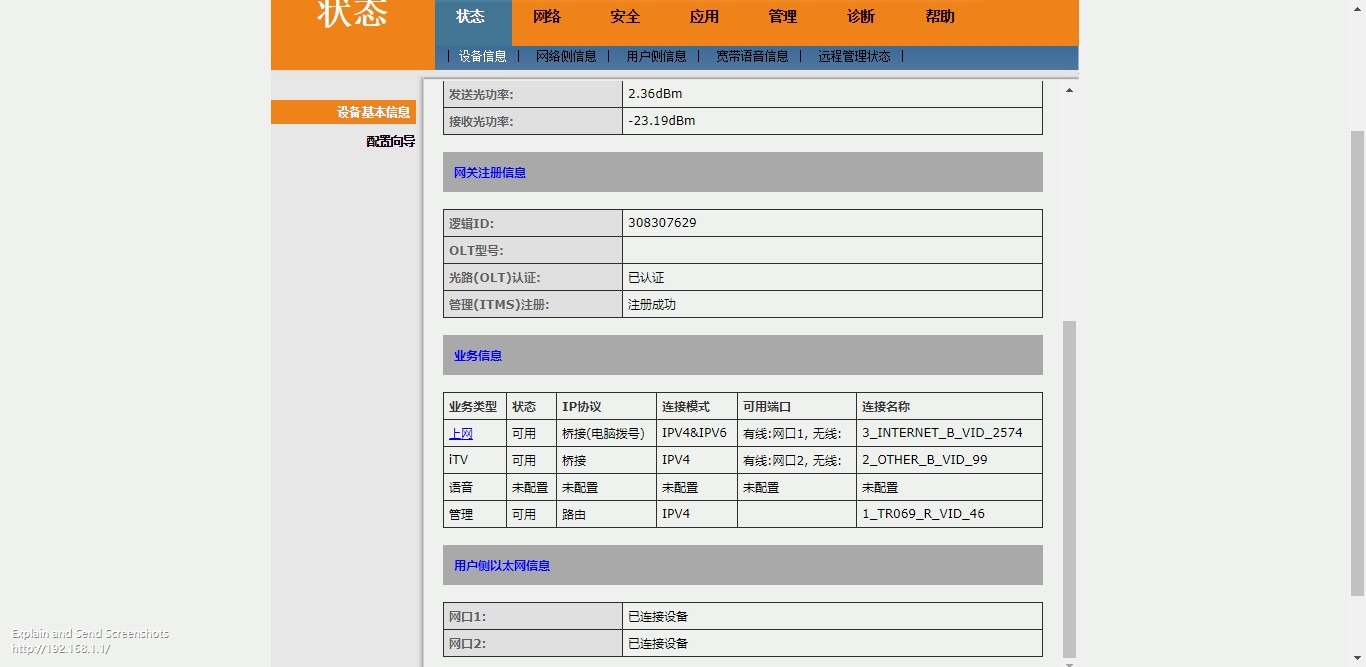 状态
状态 网络 安全 应用 管理 诊断 帮助
| 设备信息 | 网络侧信息 | 用户侧信息 | 宽带语音信息 | 远程管理状态 |
设备基本信息
配置向导
发送光功率: 2.36dBm
接收光功率: -23.19dBm
网关注册信息
逻辑ID: 308307629
OLT型号:
光路(OLT)认证: 已认证
管理(ITMS)注册: 注册成功
业务信息
业务类型 状态 IP协议 连接模式 可用端口 连接名称
上网 可用 桥接(电脑拨号) IPV4&IPV6 有线:网口1, 无线: 3_INTERNET_B_VID_2574
iTV 可用 桥接 IPV4 有线:网口2, 无线: 2_OTHER_B_VID_99
语音 未配置 未配置 未配置 未配置 未配置
管理 可用 路由 IPV4 1_TR069_R_VID_46
用户侧以太网信息
网口1: 已连接设备
网口2: 已连接设备
Explain and Send Screenshots
http://192.168.1.1/